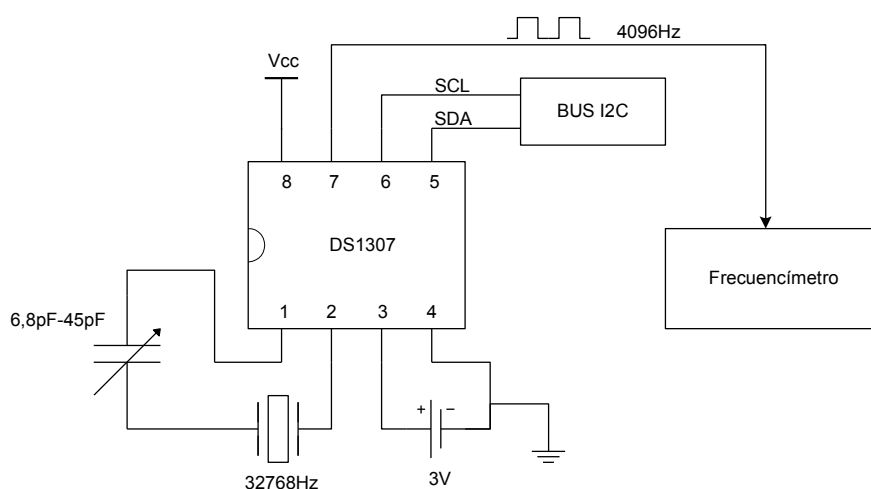 4096Hz
Vcc
SCL
BUS I2C
SDA
8 7 6 5
DS1307
Frecuencímetro
1 2 3 4
6,8pF-45pF
+ −
32768Hz
3V